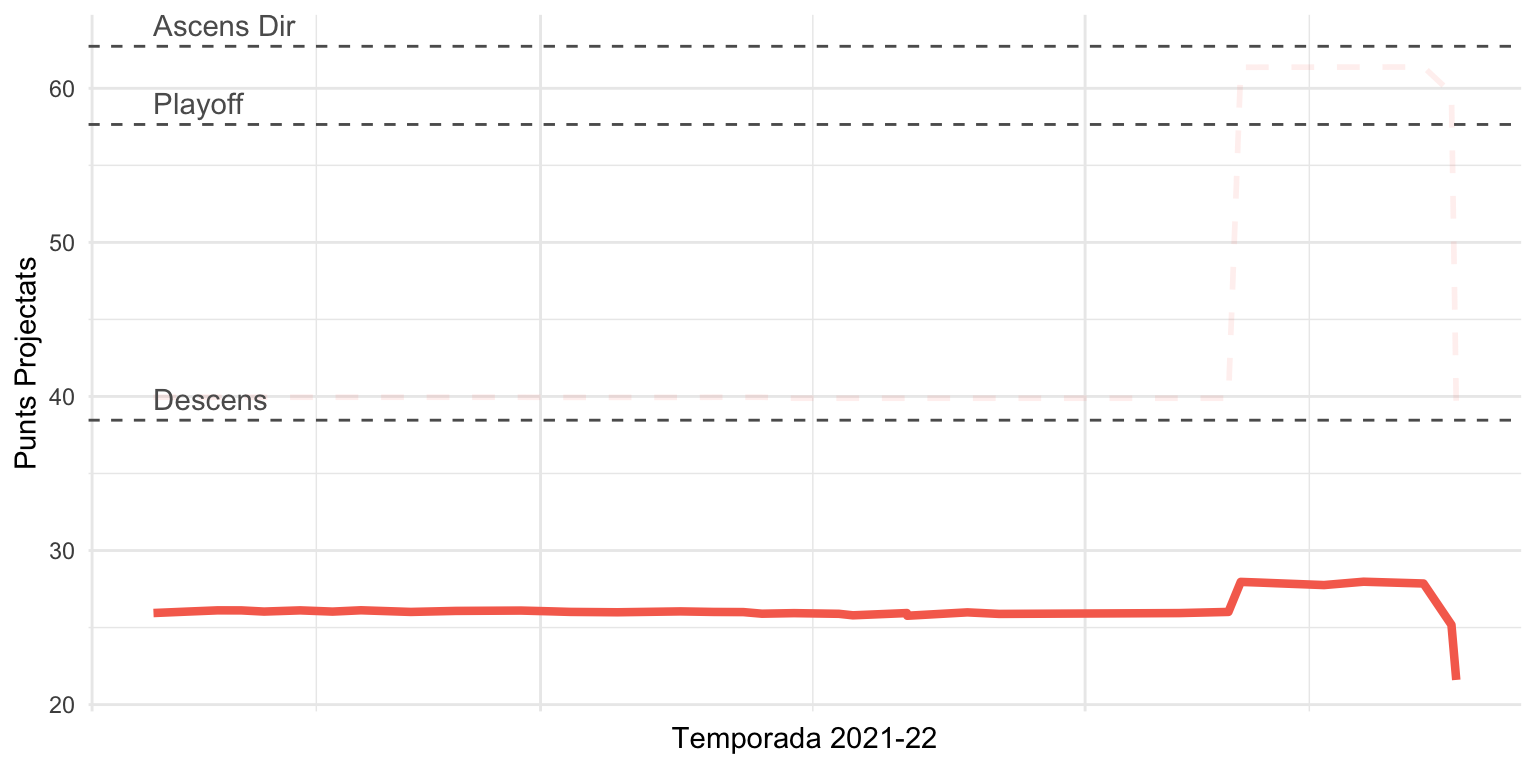 Ascens Dir
60
Playoff
50
40
Descens
30
20
Punts Projectats
Temporada 2021-22